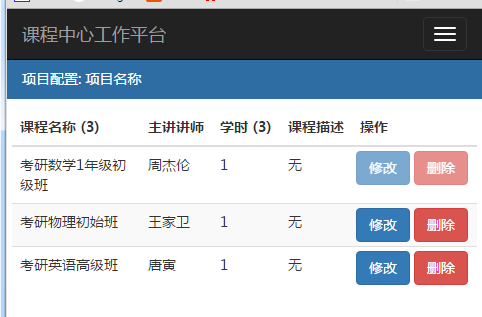 课程中心工作平台
项目配置: 项目名称
课程名称 (3) 主讲讲师 学时 (3) 课程描述 操作
考研数学1年级初 周杰伦 1 无 修改 删除
级班
考研物理初始班 王家卫 1 无 修改 删除
考研英语高级班 唐寅 1 无 修改 删除